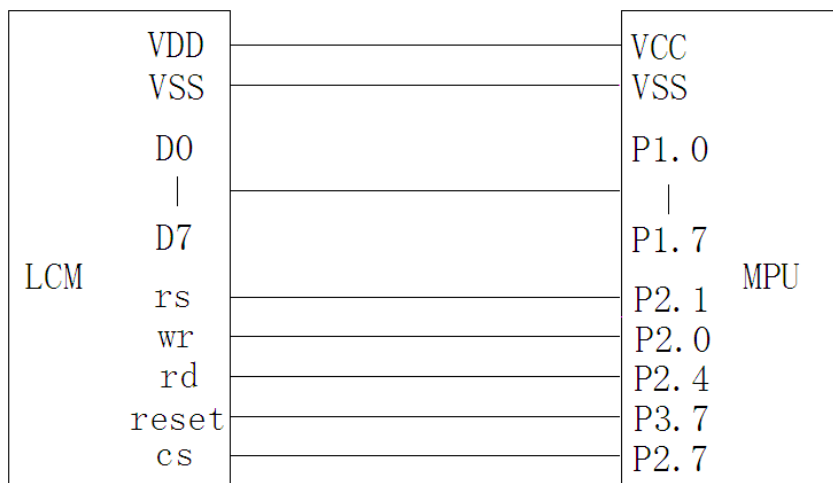 VDD VCC
VSS VSS
D0 P1.0
D7 P1.7
LCM MPU
rs P2.1
wr P2.0
rd P2.4
reset P3.7
cs P2.7